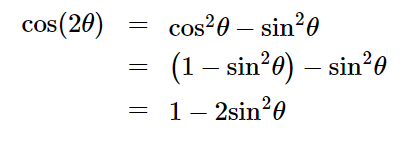 cos(2θ) = cos²θ – sin²θ
= (1 – sin²θ) – sin²θ
= 1 – 2sin²θ